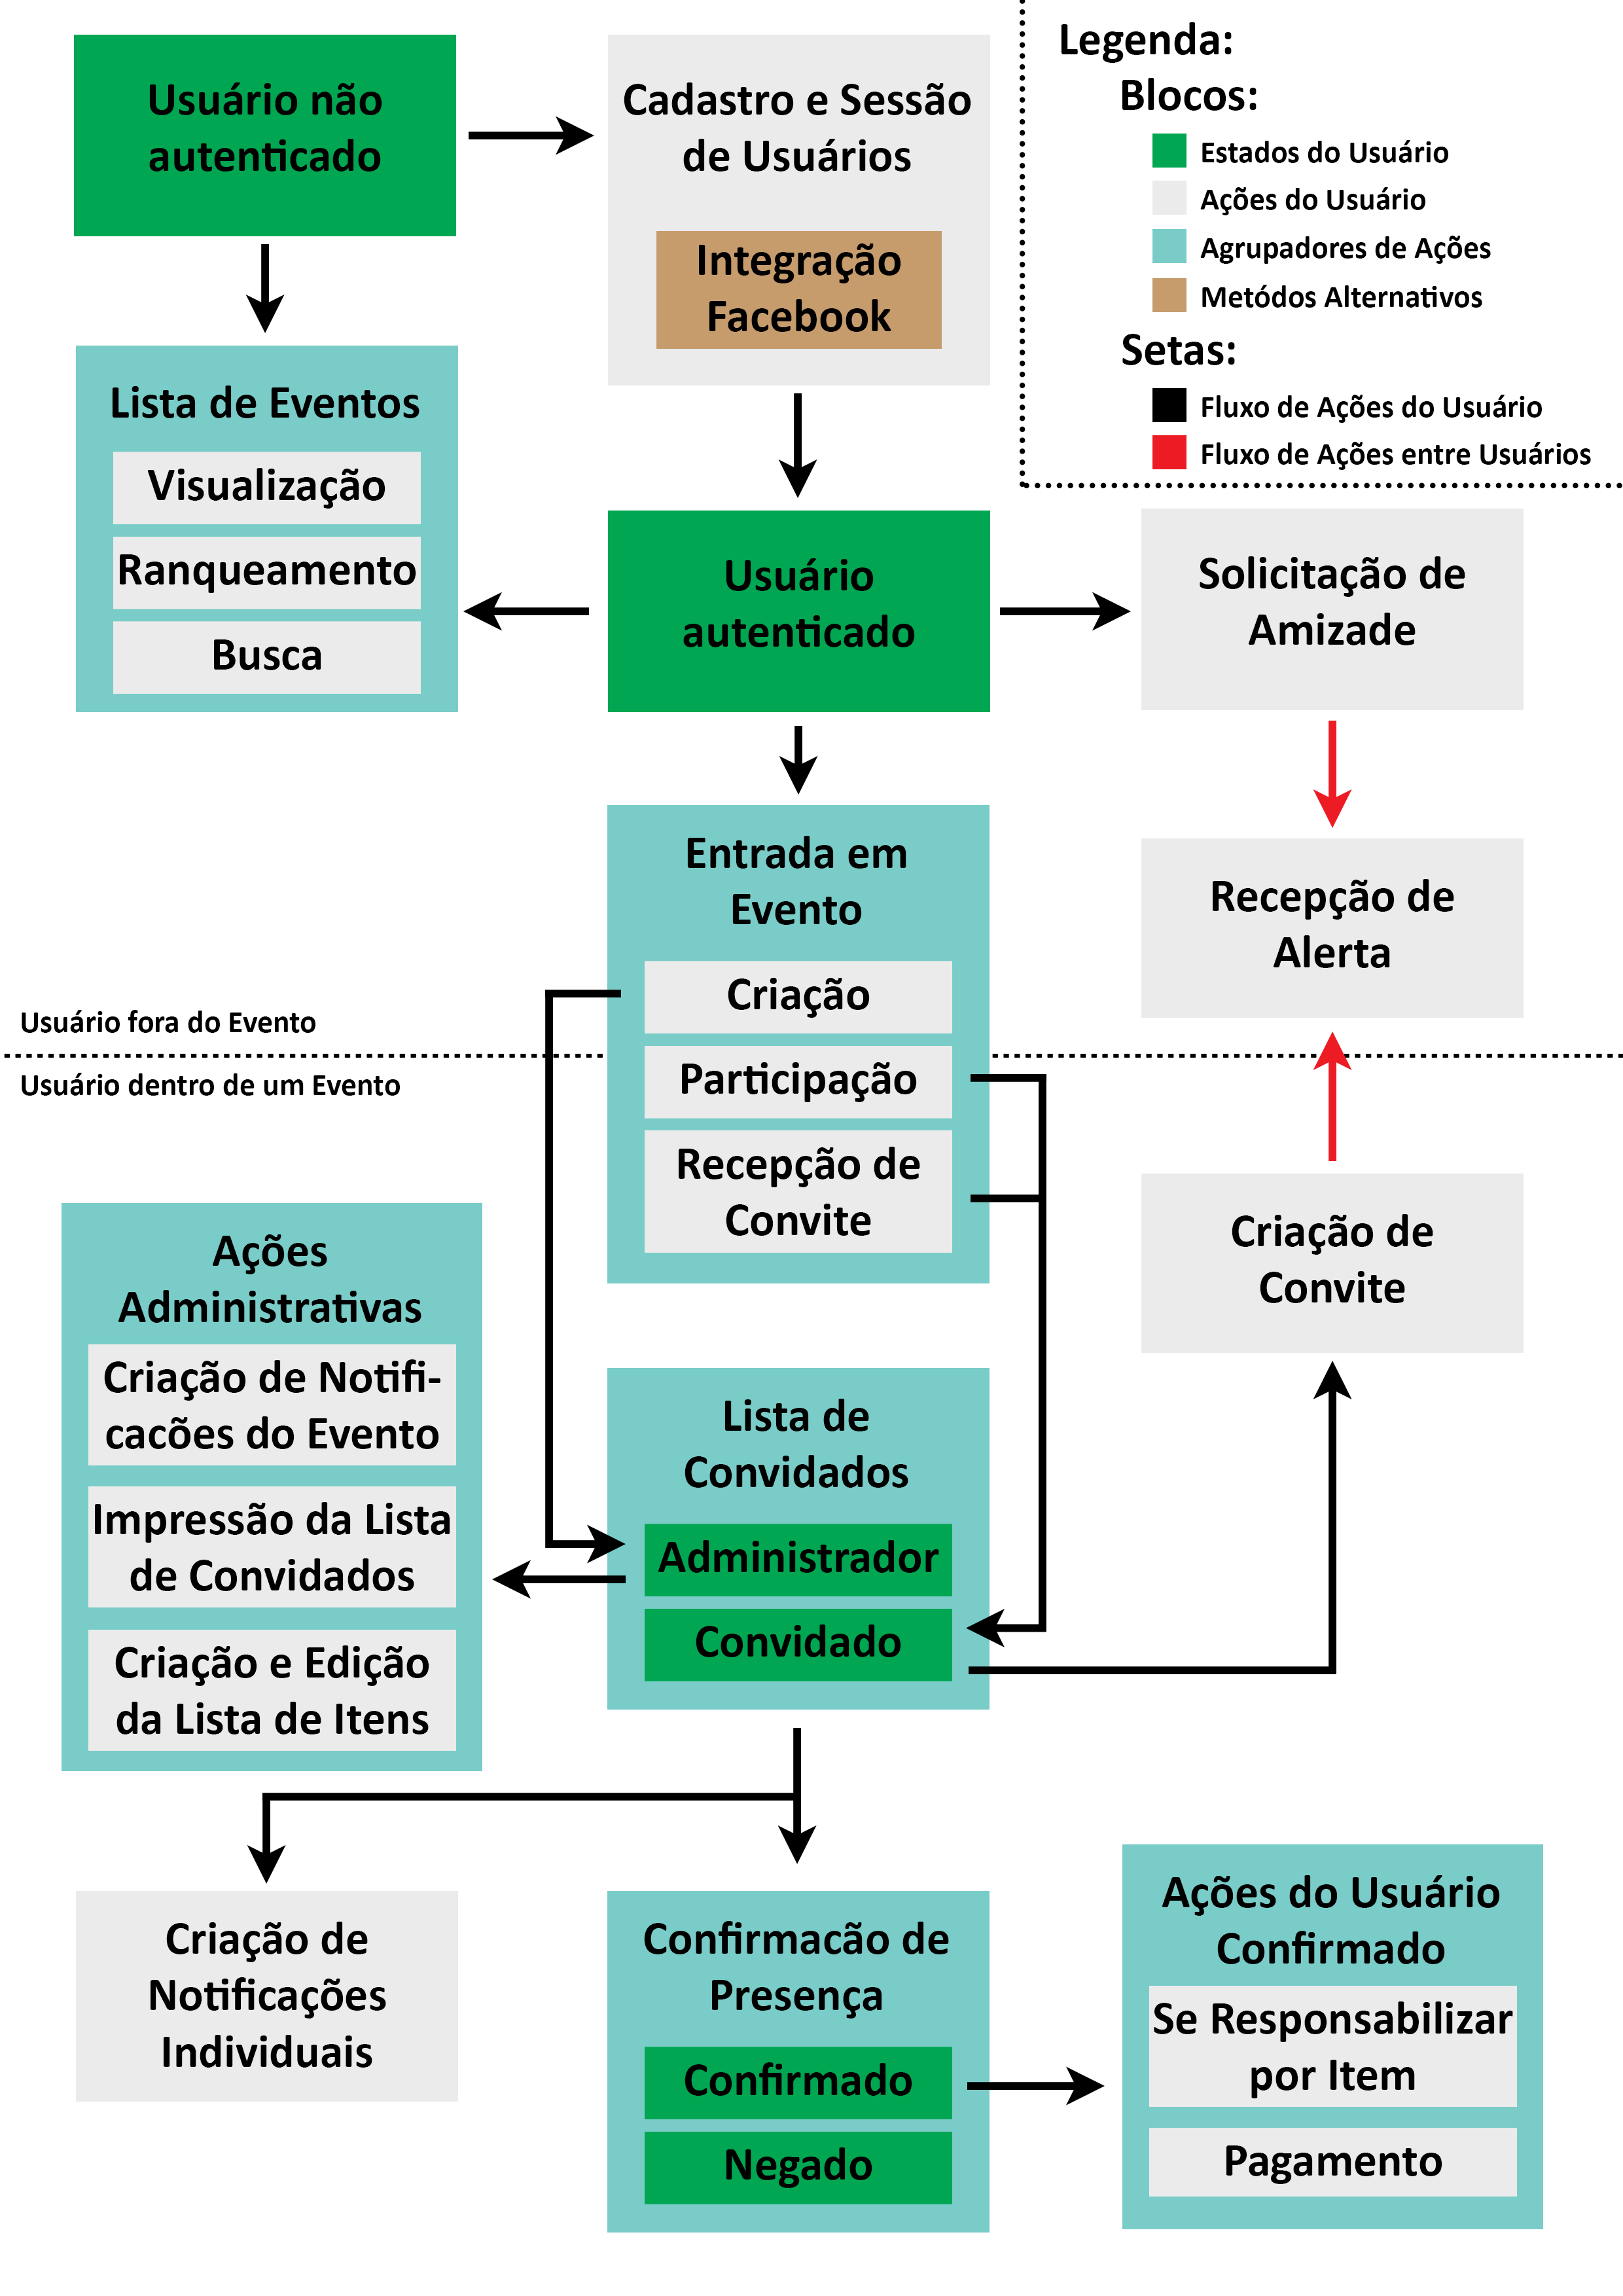 Usuário não
autenticado
Cadastro e Sessão
de Usuários
Integração
Facebook
Legenda:
Blocos:
Estados do Usuário
Ações do Usuário
Agrupadores de Ações
Metódos Alternativos
Setas:
Fluxo de Ações do Usuário
Fluxo de Ações entre Usuários
Lista de Eventos
Visualização
Ranqueamento
Busca
Usuário
autenticado
Solicitação de
Amizade
Entrada em
Evento
Criação
Participação
Recepção de
Convite
Recepção de
Alerta
Usuário fora do Evento
Usuário dentro de um Evento
Criação de
Convite
Ações
Administrativas
Criação de Notifi-
cacões do Evento
Impressão da Lista
de Convidados
Criação e Edição
da Lista de Itens
Lista de
Convidados
Administrador
Convidado
Criação de
Notificações
Individuais
Confirmacão de
Presença
Confirmado
Negado
Ações do Usuário
Confirmado
Se Responsabilizar
por Item
Pagamento